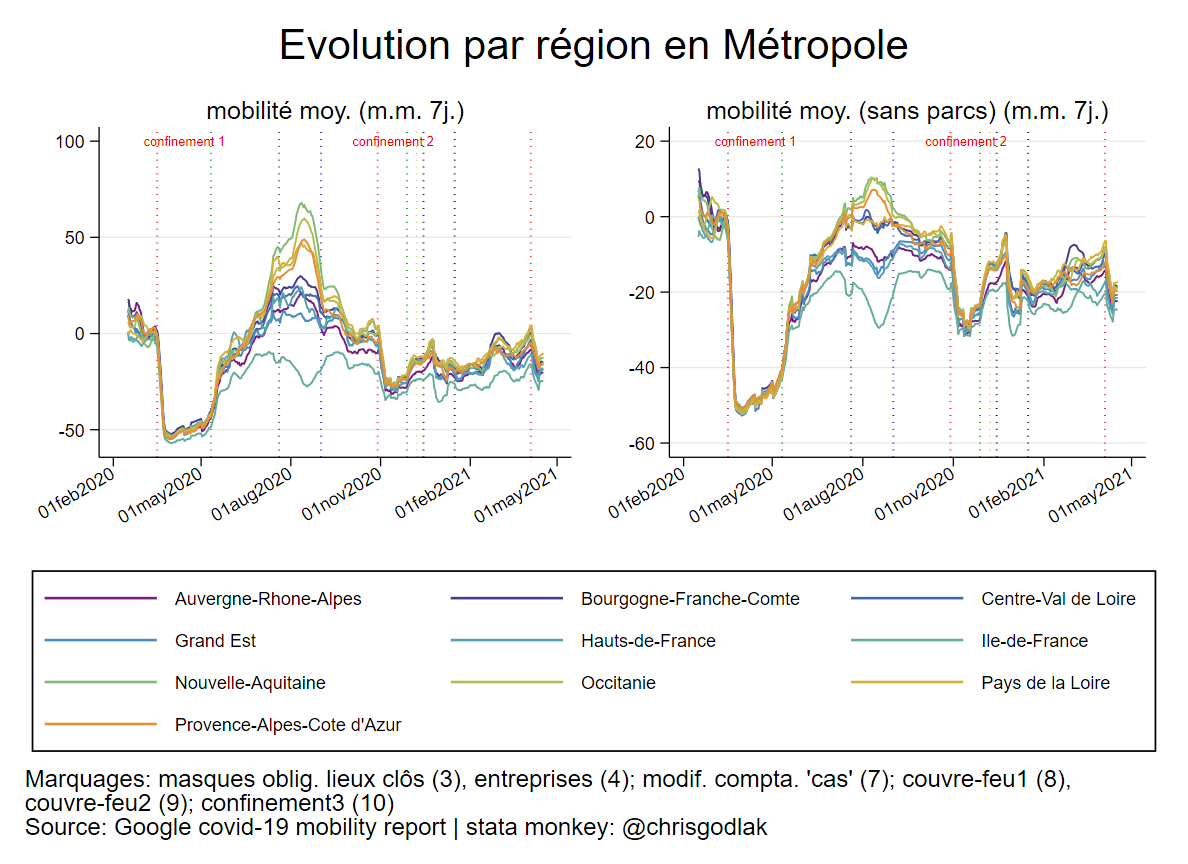 Evolution par région en Métropole
mobilité moy. (m.m. 7j.)
100
50
0
-50
confinement 1
confinement 2
01feb2020
01may2020
01aug2020
01nov2020
01feb2021
01may2021
mobilité moy. (sans parcs) (m.m. 7j.)
20
0
-20
-40
-60
confinement 1
confinement 2
01feb2020
01may2020
01aug2020
01nov2020
01feb2021
01may2021
Auvergne-Rhone-Alpes
Bourgogne-Franche-Comte
Centre-Val de Loire
Grand Est
Hauts-de-France
Ile-de-France
Nouvelle-Aquitaine
Occitanie
Pays de la Loire
Provence-Alpes-Cote d'Azur
Marquages: masques oblig. lieux clôs (3), entreprises (4); modif. compta. 'cas' (7); couvre-feu1 (8),
couvre-feu2 (9); confinement3 (10)
Source: Google covid-19 mobility report | stata monkey: @chrisgodlak